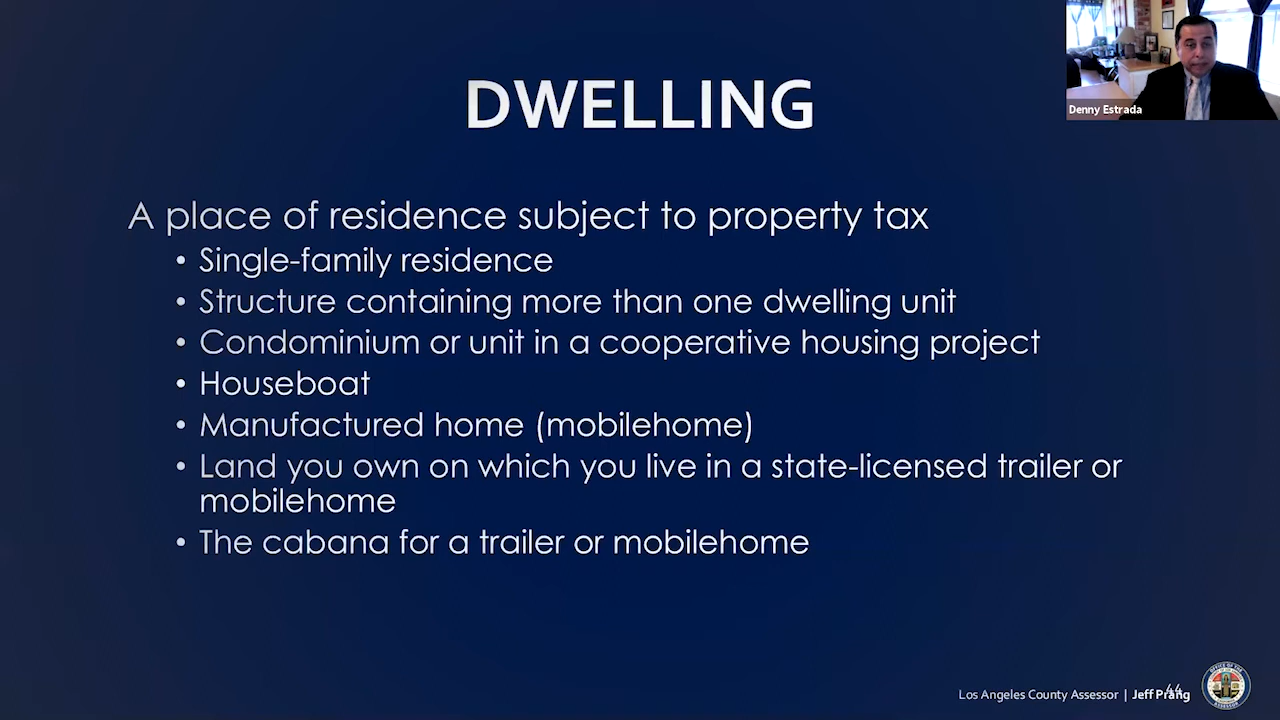 DWELLING
Denny Estrada
A place of residence subject to property tax
• Single-family residence
• Structure containing more than one dwelling unit
• Condominium or unit in a cooperative housing project
• Houseboat
• Manufactured home (mobilehome)
• Land you own on which you live in a state-licensed trailer or
mobilehome
• The cabana for a trailer or mobilehome
Los Angeles County Assessor | Jeff Prang
44